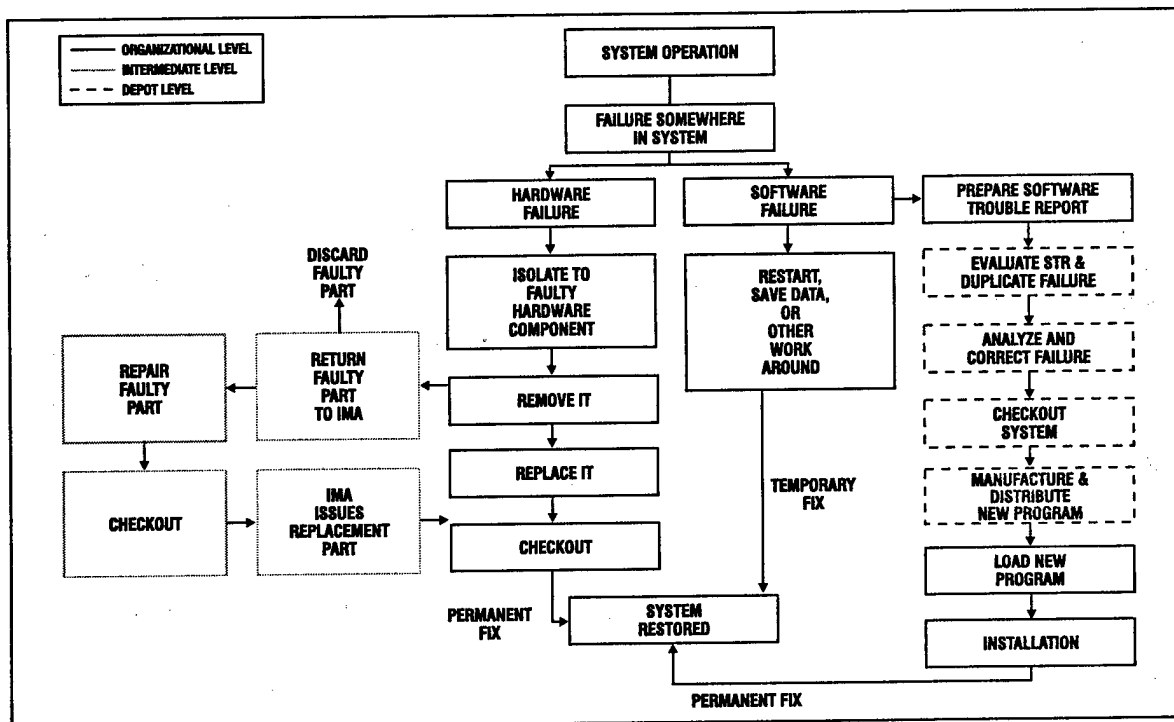 ORGANIZATIONAL LEVEL
INTERMEDIATE LEVEL
DEPOT LEVEL
SYSTEM OPERATION
FAILURE SOMEWHERE
IN SYSTEM
HARDWARE
FAILURE
SOFTWARE
FAILURE
PREPARE SOFTWARE
TROUBLE REPORT
DISCARD
FAULTY
PART
ISOLATE TO
FAULTY
HARDWARE
COMPONENT
RESTART,
SAVE DATA,
OR
OTHER
WORK
AROUND
EVALUATE STR &
DUPLICATE FAILURE
ANALYZE AND
CORRECT FAILURE
REPAIR
FAULTY
PART
RETURN
FAULTY
PART
TO IMA
REMOVE IT
CHECKOUT
SYSTEM
REPLACE IT
TEMPORARY
FIX
MANUFACTURE &
DISTRIBUTE
NEW PROGRAM
CHECKOUT
IMA
ISSUES
REPLACEMENT
PART
CHECKOUT
LOAD NEW
PROGRAM
PERMANENT
FIX
SYSTEM
RESTORED
INSTALLATION
PERMANENT FIX